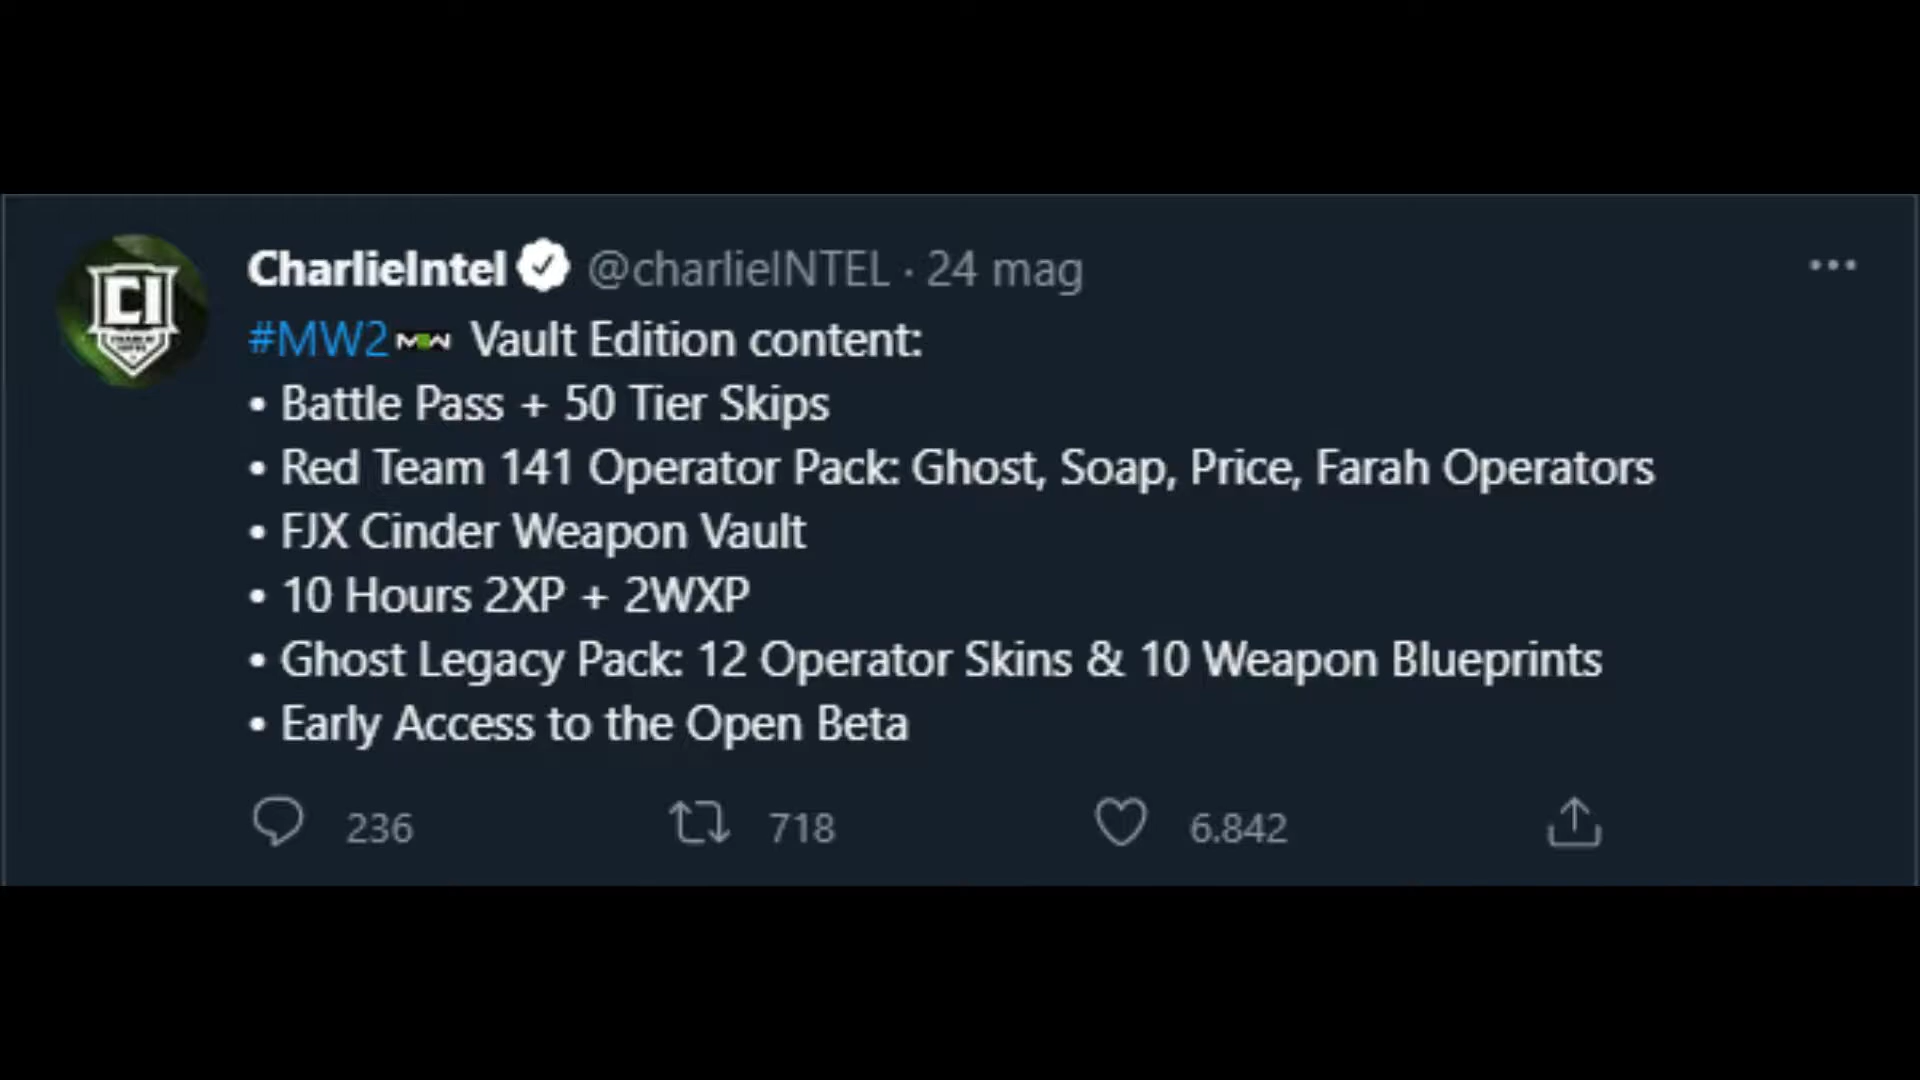 CharlieIntel @charlieINTEL · 24 mag
#MW2 MW Vault Edition content:
• Battle Pass + 50 Tier Skips
• Red Team 141 Operator Pack: Ghost, Soap, Price, Farah Operators
• FJX Cinder Weapon Vault
• 10 Hours 2XP + 2WXP
• Ghost Legacy Pack: 12 Operator Skins & 10 Weapon Blueprints
• Early Access to the Open Beta
236 718 6.842
CI